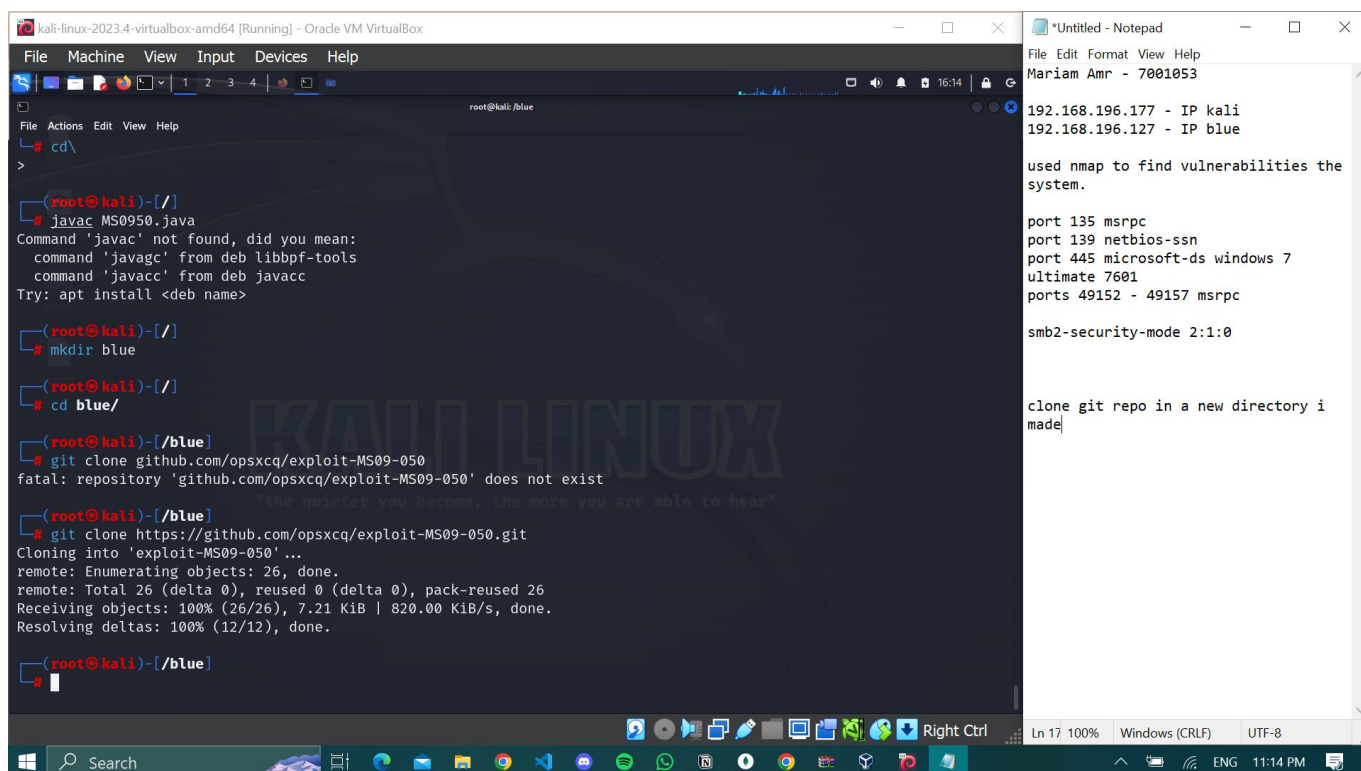 kali-linux-2023.4-virtualbox-amd64 [Running] - Oracle VM VirtualBox
File Machine View Input Devices Help
1 2 3 4
16:14
root@kali: /blue
File Actions Edit View Help
└─# cd\
>
┌──(root㉿kali)-[/]
└─# javac MS0950.java
Command 'javac' not found, did you mean:
command 'javagc' from deb libbpf-tools
command 'javacc' from deb javacc
Try: apt install <deb name>
┌──(root㉿kali)-[/]
└─# mkdir blue
┌──(root㉿kali)-[/]
└─# cd blue/
┌──(root㉿kali)-[/blue]
└─# git clone github.com/opsxcq/exploit-MS09-050
fatal: repository 'github.com/opsxcq/exploit-MS09-050' does not exist
┌──(root㉿kali)-[/blue]
└─# git clone https://github.com/opsxcq/exploit-MS09-050.git
Cloning into 'exploit-MS09-050'...
remote: Enumerating objects: 26, done.
remote: Total 26 (delta 0), reused 0 (delta 0), pack-reused 26
Receiving objects: 100% (26/26), 7.21 KiB | 820.00 KiB/s, done.
Resolving deltas: 100% (12/12), done.
┌──(root㉿kali)-[/blue]
└─#
KALI LINUX
"the quieter you become, the more you are able to hear"
Right Ctrl
*Untitled - Notepad
File Edit Format View Help
Mariam Amr - 7001053
192.168.196.177 - IP kali
192.168.196.127 - IP blue
used nmap to find vulnerabilities the
system.
port 135 msrpc
port 139 netbios-ssn
port 445 microsoft-ds windows 7
ultimate 7601
ports 49152 - 49157 msrpc
smb2-security-mode 2:1:0
clone git repo in a new directory i
made
Ln 17 100% Windows (CRLF) UTF-8
Search
ENG 11:14 PM